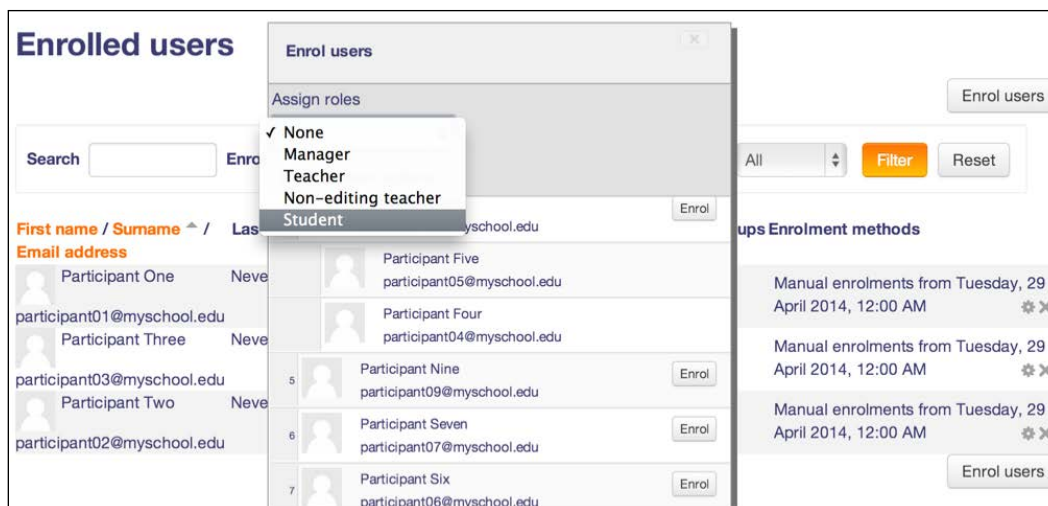 Enrolled users
Enrol users
Assign roles
Enrol users
✓ None
Manager
Teacher
Non-editing teacher
Student
Search
Enro
All
Filter
Reset
First name / Surname / Las
Email address
ups Enrolment methods
Participant One Neve
participant01@myschool.edu
Participant Three Neve
participant03@myschool.edu
Participant Two Neve
participant02@myschool.edu
yschool.edu
Enrol
Participant Five
participant05@myschool.edu
Participant Four
participant04@myschool.edu
5 Participant Nine
participant09@myschool.edu
Enrol
6 Participant Seven
participant07@myschool.edu
Enrol
7 Participant Six
participant06@myschool.edu
Enrol
Manual enrolments from Tuesday, 29
April 2014, 12:00 AM
Manual enrolments from Tuesday, 29
April 2014, 12:00 AM
Manual enrolments from Tuesday, 29
April 2014, 12:00 AM
Enrol users